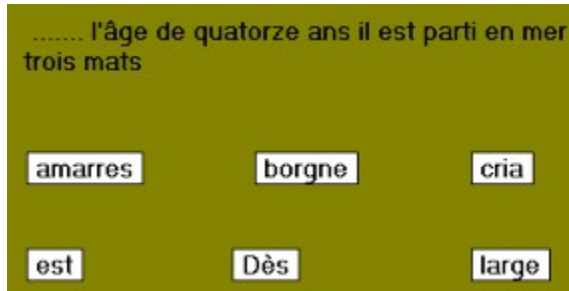 ....... l'âge de quatorze ans il est parti en mer
trois mats
amarres borgne cria
est Dès large